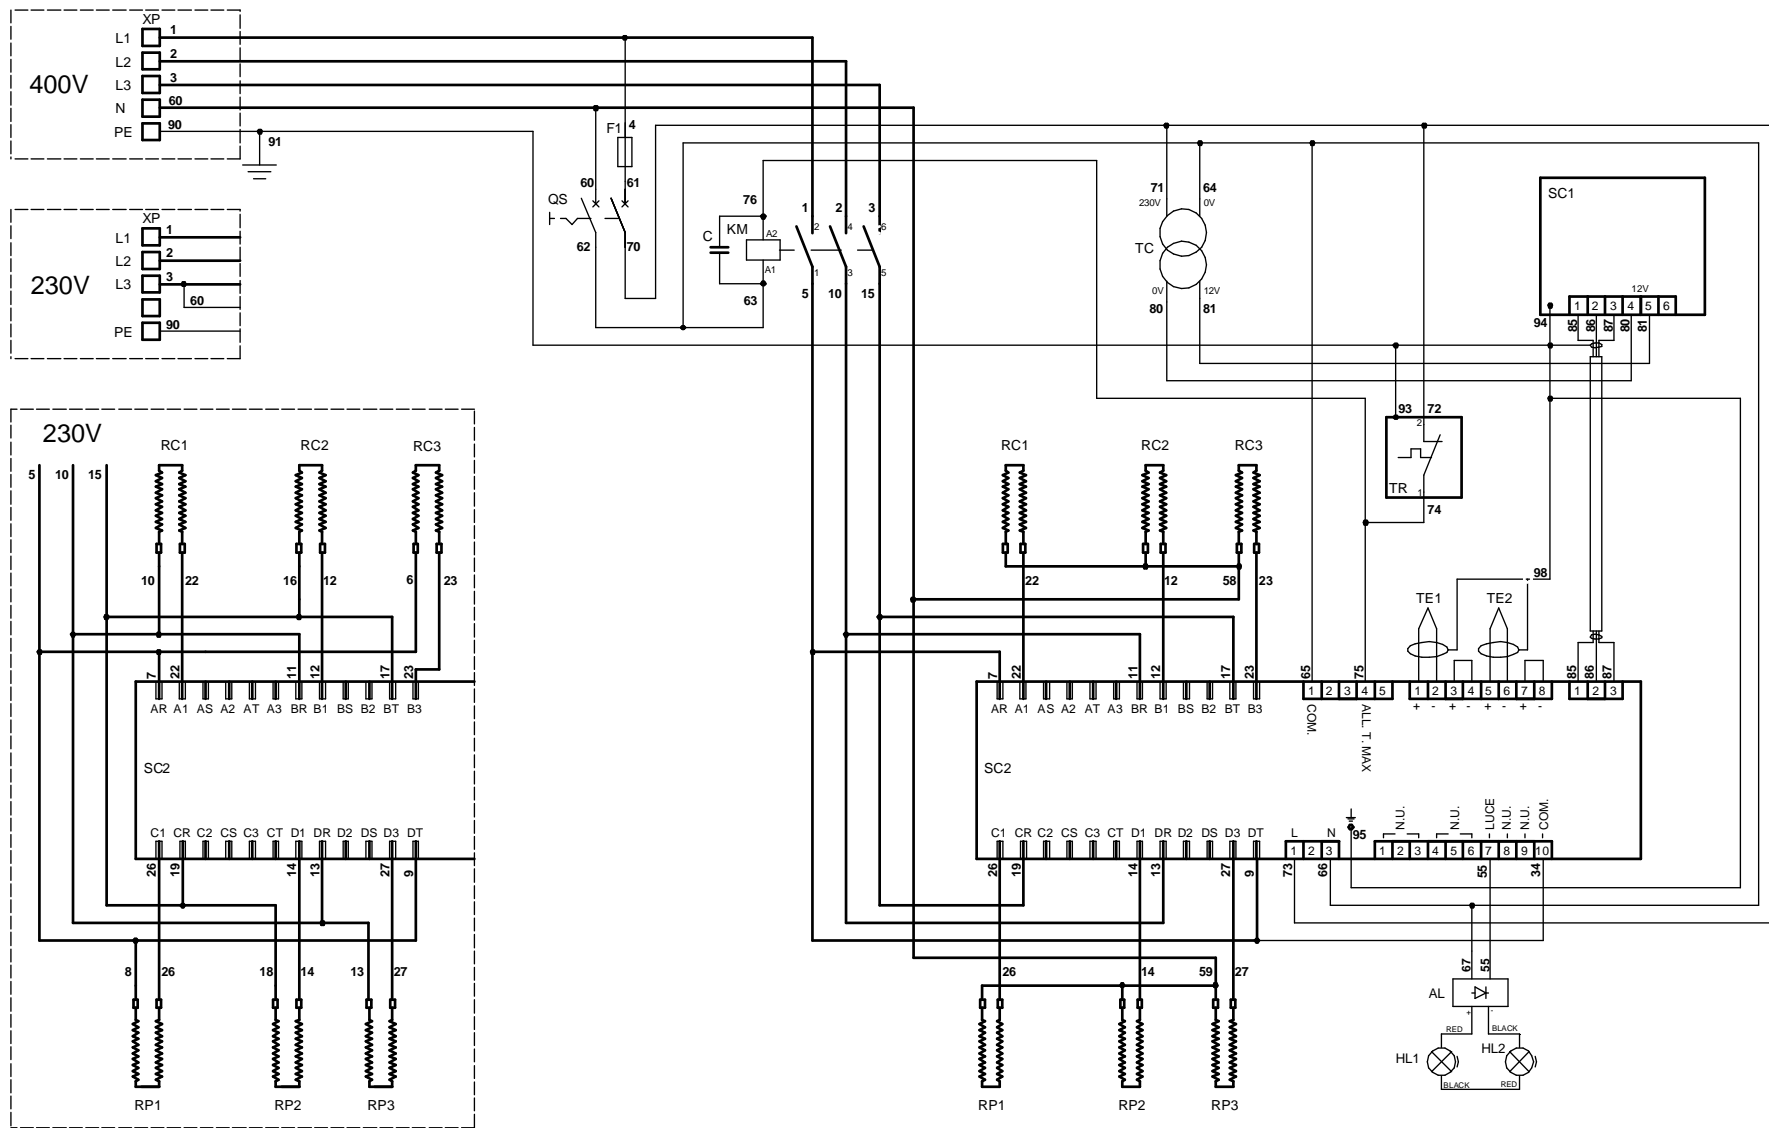 XP
L1 1
L2 2
400V
L3 3
N 60
PE 90
91
XP
L1 1
L2 2
230V
L3 3
60
PE 90
F1 4
60 61
QS
62 70
76
C KM A2
A1
63
1 2 3
2 4 6
1 3 5
5 10 15
71 64
230V 0V
TC
0V 12V
80 81
SC1
12V
1 2 3 4 5 6
94 85 86 87 80 81
93 72
2
TR 1
74
230V
5 10 15
RC1 RC2 RC3
10 22 16 12 6 23
7 22 11 12 17 23
AR A1 AS A2 AT A3 BR B1 BS B2 BT B3
SC2
C1 CR C2 CS C3 CT D1 DR D2 DS D3 DT
26 19 14 13 27 9
8 26 18 14 13 27
RP1 RP2 RP3
RC1 RC2 RC3
22 12 58 23
98
TE1 TE2
7 22 11 12 17 23 65 75 85 86 87
1 2 3 4 5 1 2 3 4 5 6 7 8 1 2 3
+ - + - + - + -
AR A1 AS A2 AT A3 BR B1 BS B2 BT B3
COM. ALL. T. MAX
SC2
C1 CR C2 CS C3 CT D1 DR D2 DS D3 DT
L N 95
N.U. N.U. LUCE N.U. N.U. COM.
1 2 3 1 2 3 4 5 6 7 8 9 10
26 19 14 13 27 9 73 66 55 34
26 14 59 27
67 55
AL
+ -
RED BLACK
HL1 HL2
BLACK RED
RP1 RP2 RP3